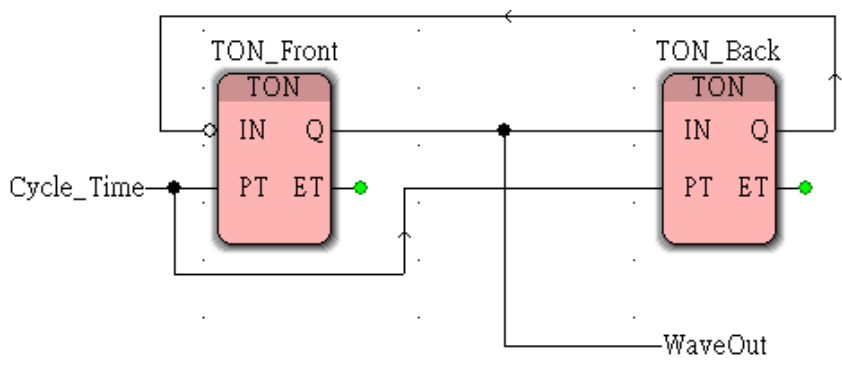 TON_Front TON_Back
TON TON
IN Q IN Q
Cycle_Time PT ET PT ET
WaveOut